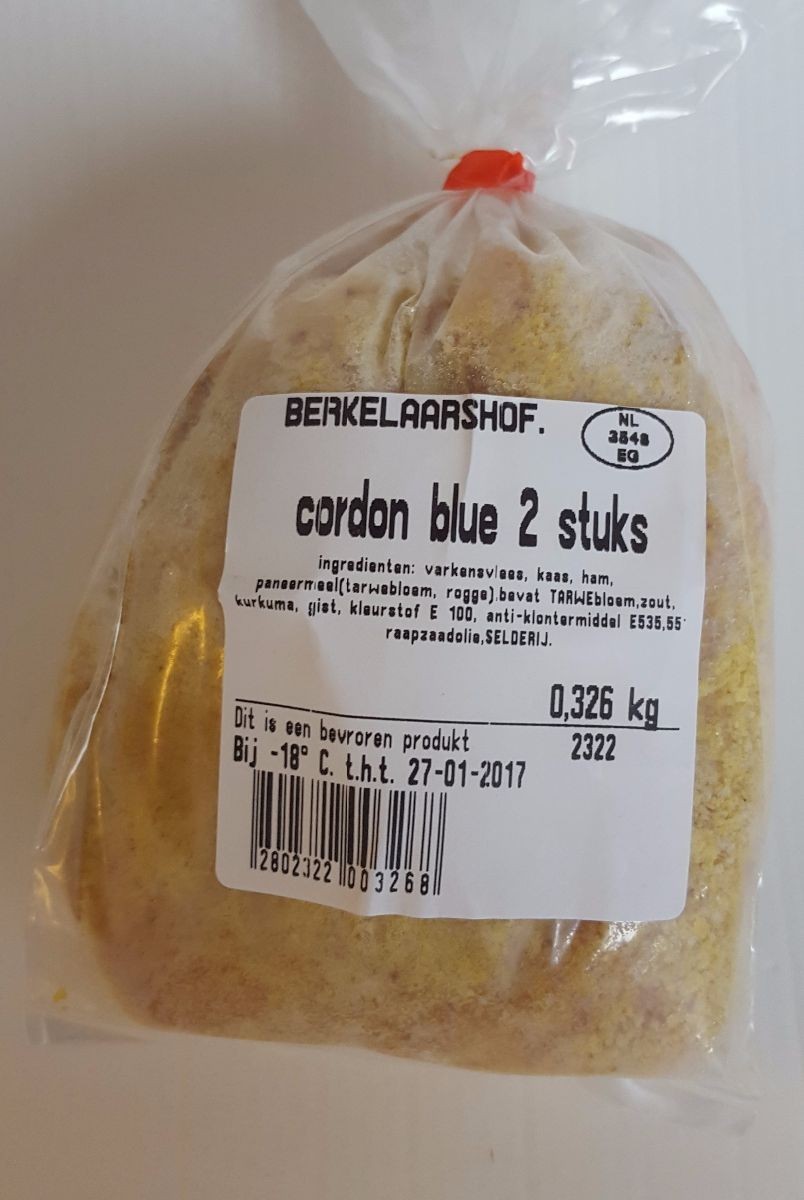 BERKELAARSHOF.
NL
3548
EG
cordon blue 2 stuks
ingredienten: varkensvlees, kaas, ham,
paneermeel(tarwebloem, rogge).bevat TARWEbloem,zout,
kurkuma, gist, kleurstof E 100, anti-klontermiddel E535,55
raapzaadolie,SELDERIJ.
0,326 kg
Dit is een bevroren produkt
2322
Bij -18° C. t.h.t. 27-01-2017
2802322 003268